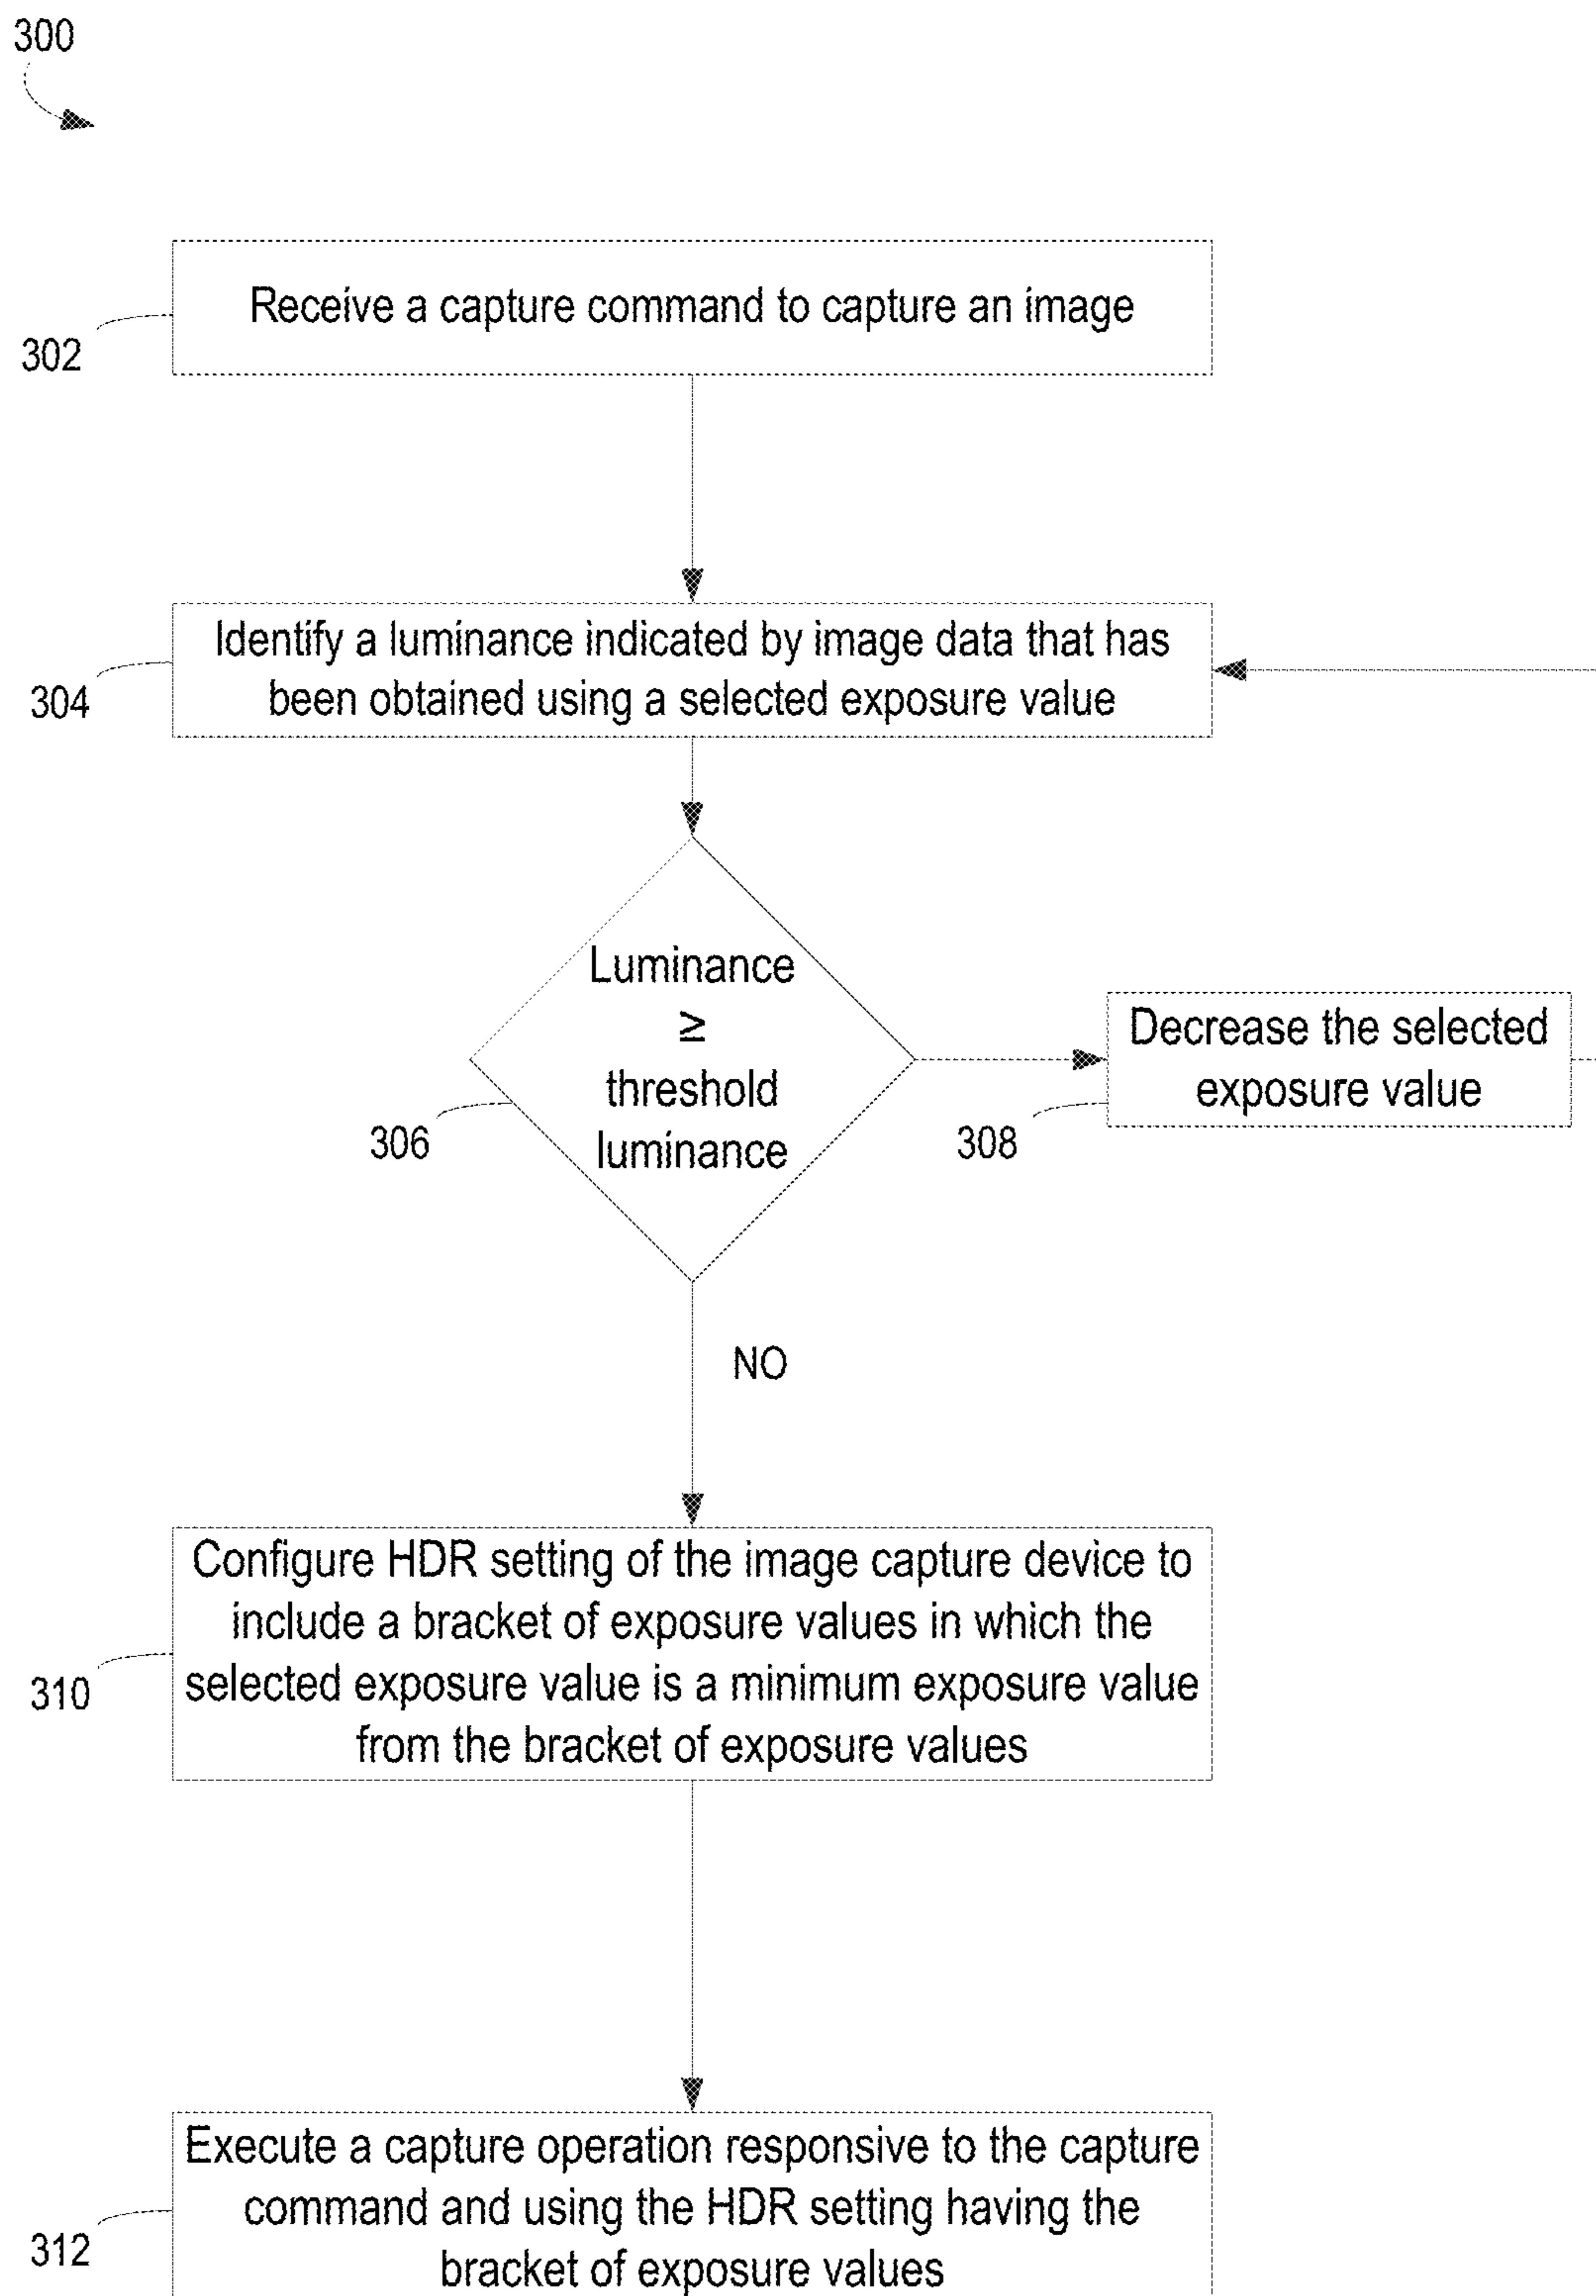 300
Receive a capture command to capture an image
302
Identify a luminance indicated by image data that has
been obtained using a selected exposure value
304
Luminance
≥
threshold
luminance
306
Decrease the selected
exposure value
308
NO
Configure HDR setting of the image capture device to
include a bracket of exposure values in which the
selected exposure value is a minimum exposure value
from the bracket of exposure values
310
Execute a capture operation responsive to the capture
command and using the HDR setting having the
bracket of exposure values
312